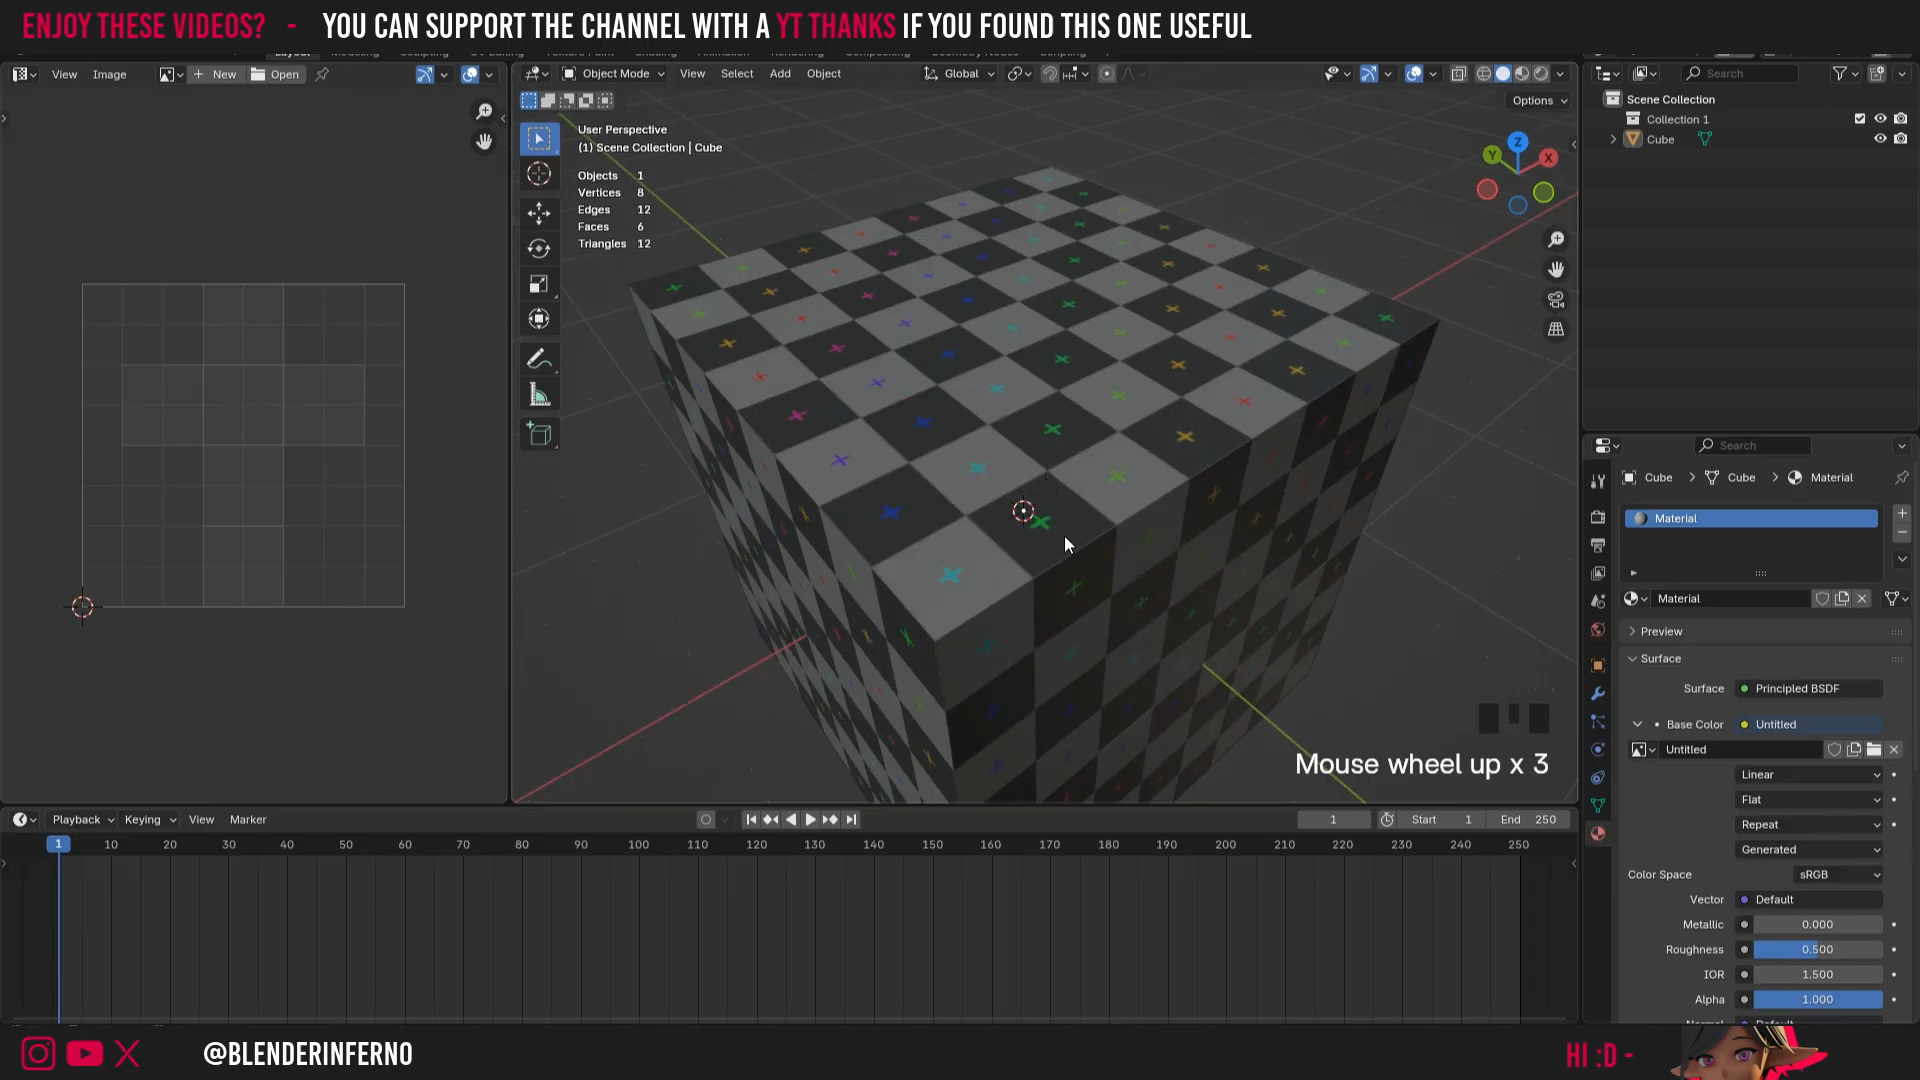 ENJOY THESE VIDEOS? - YOU CAN SUPPORT THE CHANNEL WITH A YT THANKS IF YOU FOUND THIS ONE USEFUL
View Image New Open
Object Mode View Select Add Object Global
Search
Options
User Perspective
(1) Scene Collection | Cube
Objects 1
Vertices 8
Edges 12
Faces 6
Triangles 12
Z
Y
X
Scene Collection
Collection 1
Cube
Search
Cube Cube Material
Material
Material
Preview
Surface
Surface Principled BSDF
Base Color Untitled
Untitled
Linear
Flat
Repeat
Generated
Color Space sRGB
Vector Default
Metallic 0.000
Roughness 0.500
IOR 1.500
Alpha 1.000
Mouse wheel up x 3
Playback Keying View Marker
1 Start 1 End 250
1 10 20 30 40 50 60 70 80 90 100 110 120 130 140 150 160 170 180 190 200 210 220 230 240 250
@BLENDERINFERNO
HI :D -